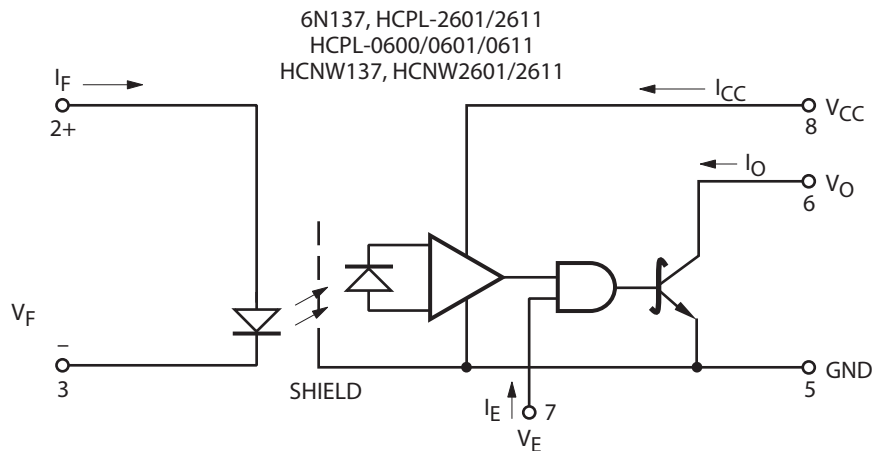 6N137, HCPL-2601/2611
HCPL-0600/0601/0611
HCNW137, HCNW2601/2611
IF
2+
ICC
VCC
8
IO
VO
6
VF
–
3
SHIELD
GND
5
IE
7
VE